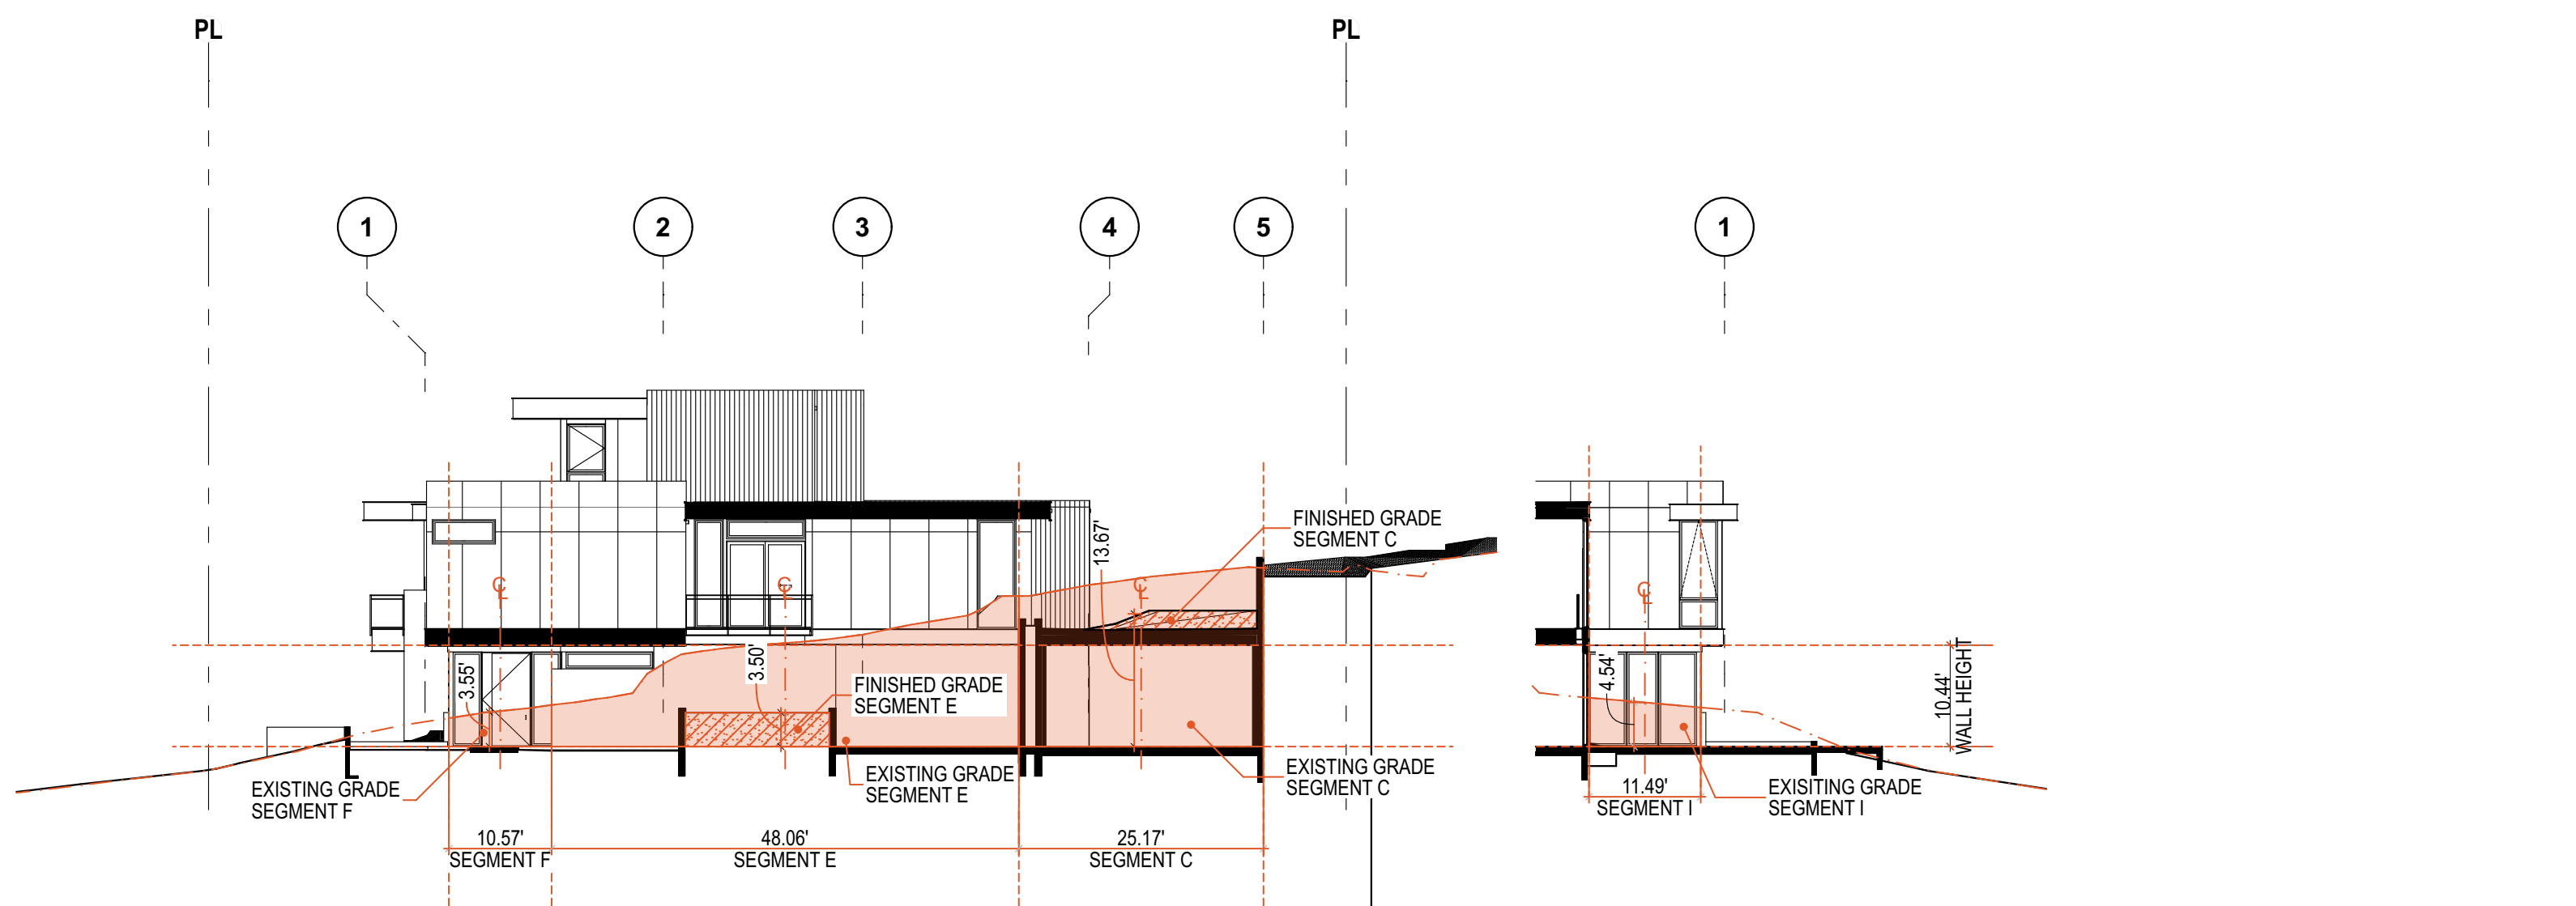 PL
PL
1
2
3
4
5
1
FINISHED GRADE
SEGMENT C
13.67'
℄
℄
℄
℄
3.55'
3.50'
4.54'
10.44'
WALL HEIGHT
FINISHED GRADE
SEGMENT E
EXISTING GRADE
SEGMENT F
EXISTING GRADE
SEGMENT E
EXISTING GRADE
SEGMENT C
11.49'
SEGMENT I
EXISITING GRADE
SEGMENT I
10.57'
SEGMENT F
48.06'
SEGMENT E
25.17'
SEGMENT C